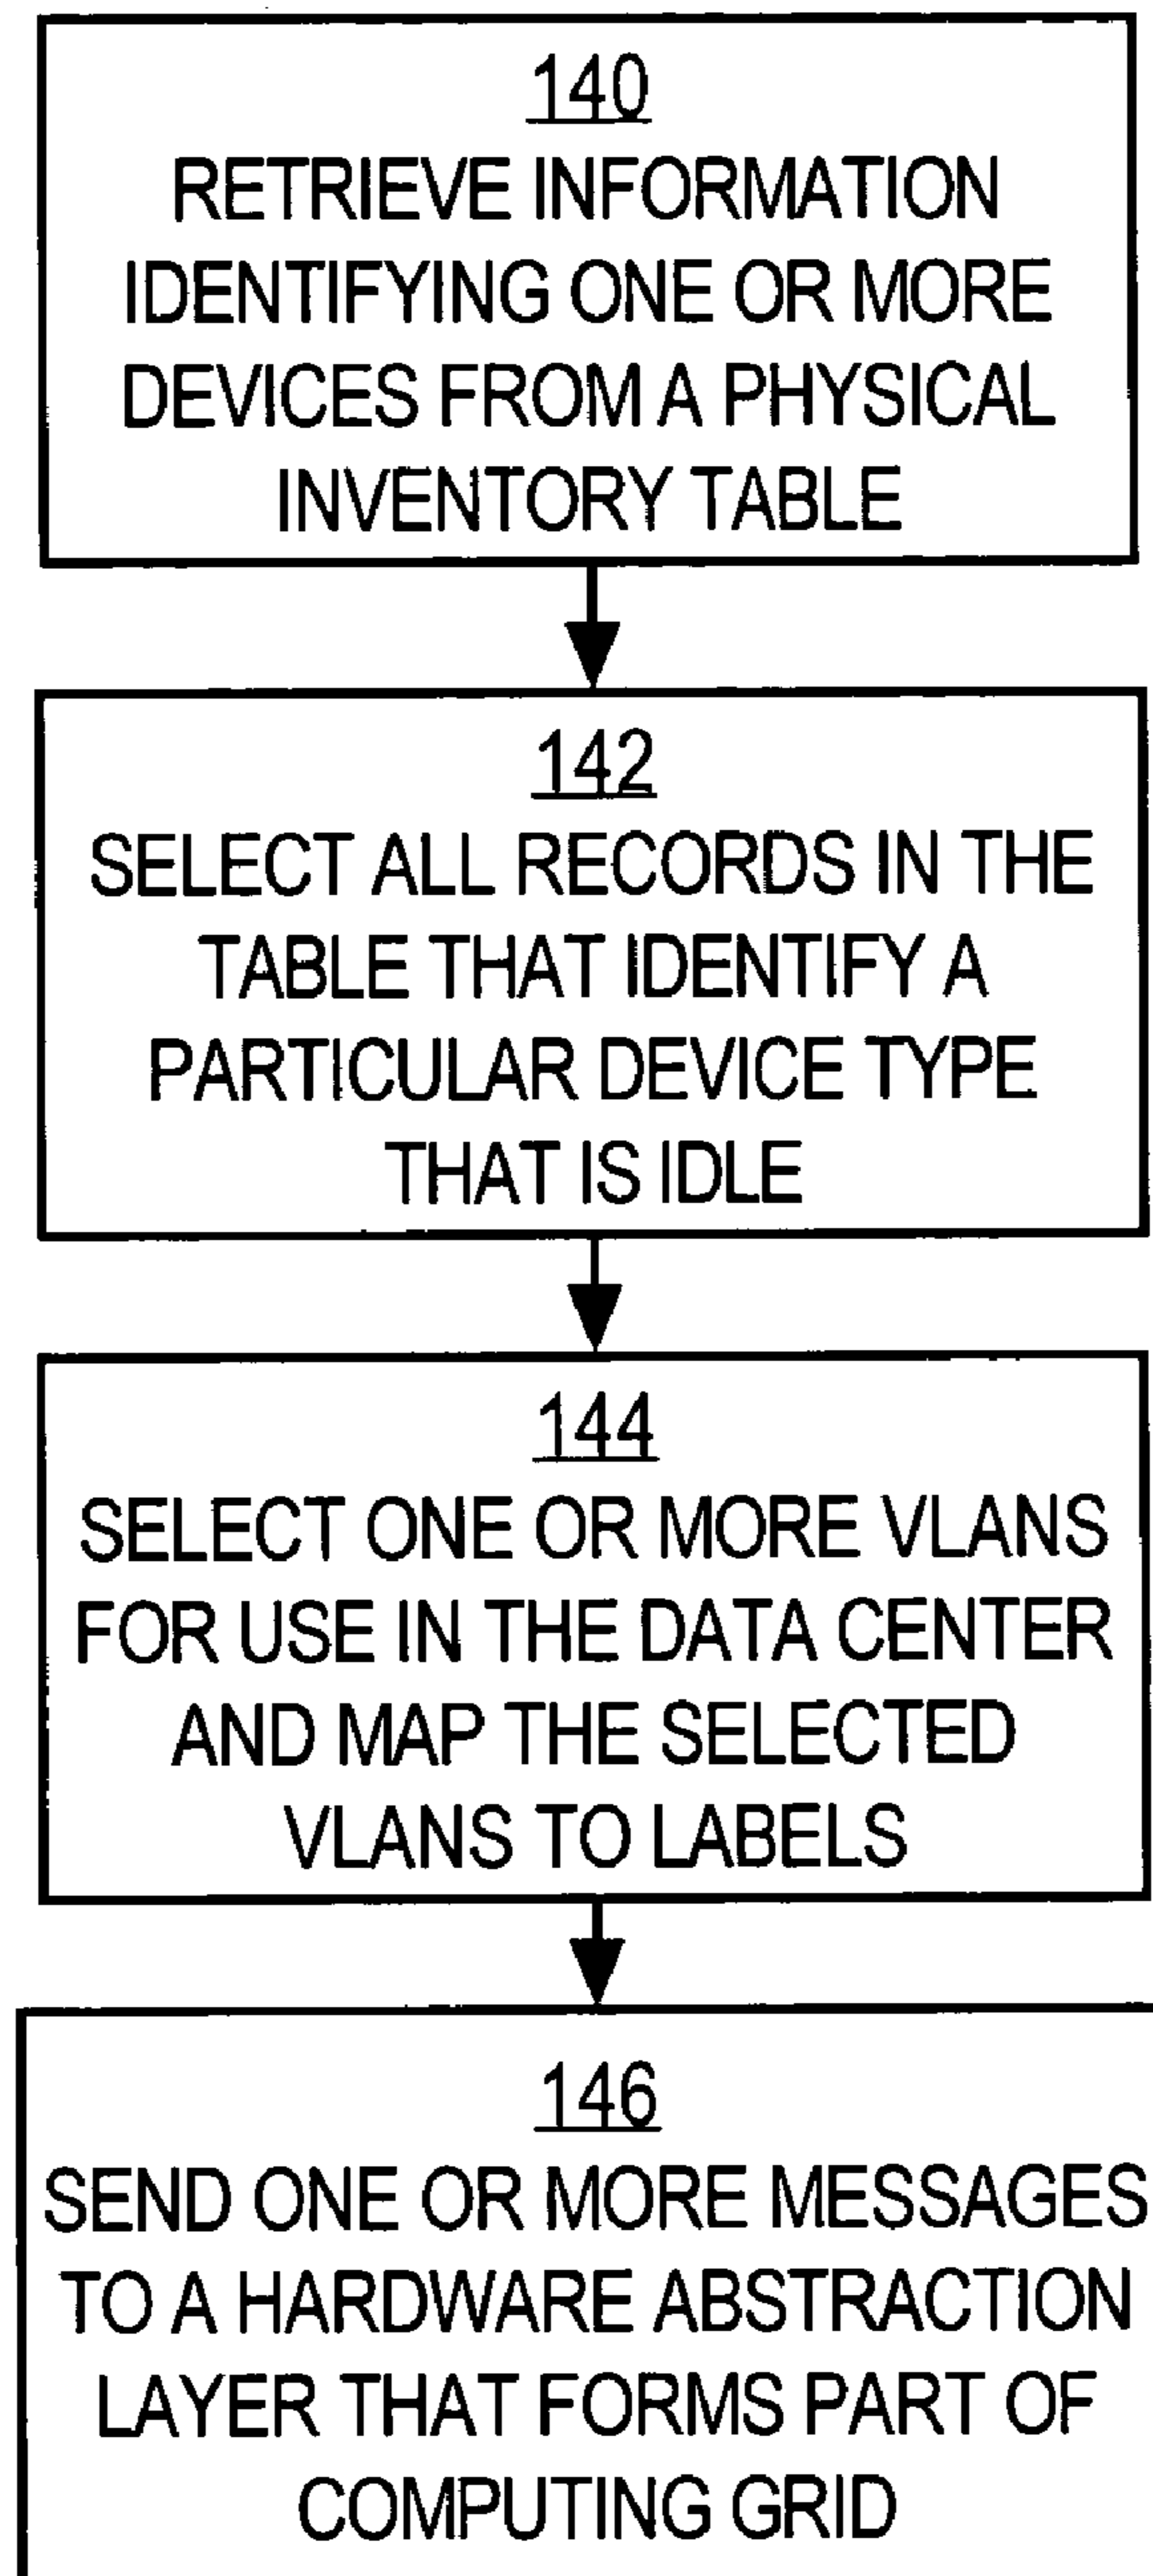 140
RETRIEVE INFORMATION
IDENTIFYING ONE OR MORE
DEVICES FROM A PHYSICAL
INVENTORY TABLE
142
SELECT ALL RECORDS IN THE
TABLE THAT IDENTIFY A
PARTICULAR DEVICE TYPE
THAT IS IDLE
144
SELECT ONE OR MORE VLANS
FOR USE IN THE DATA CENTER
AND MAP THE SELECTED
VLANS TO LABELS
146
SEND ONE OR MORE MESSAGES
TO A HARDWARE ABSTRACTION
LAYER THAT FORMS PART OF
COMPUTING GRID